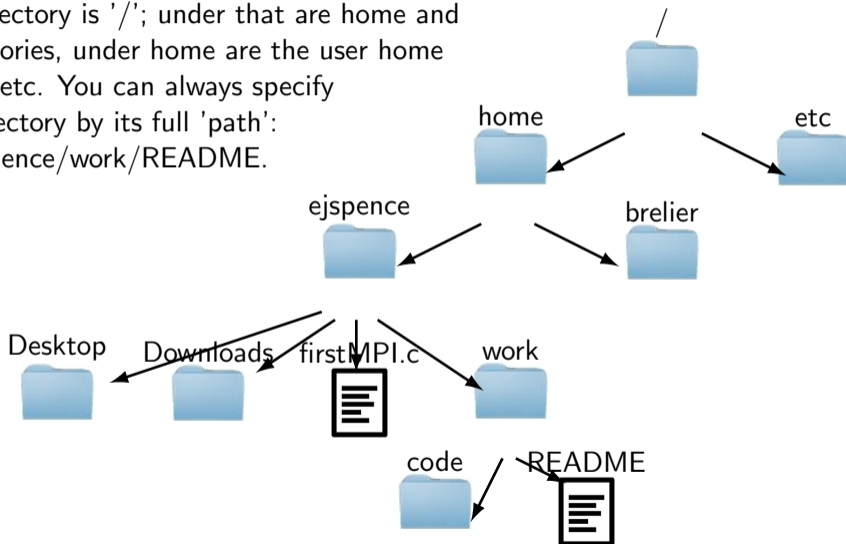 ectory is '/'; under that are home and
ories, under home are the user home
etc. You can always specify
ectory by its full 'path':
ence/work/README.
/
home
etc
ejspence
brelier
Desktop
Downloads
firstMPI.c
work
code
README